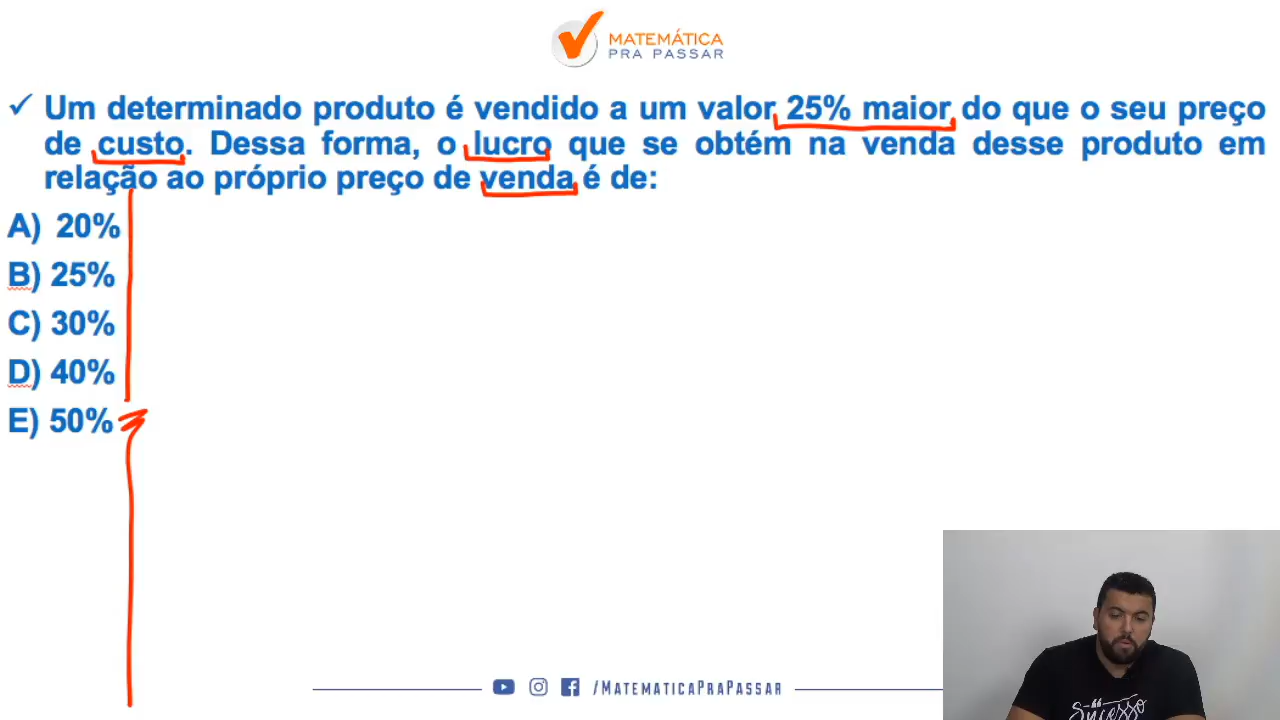 MATEMÁTICA
PRA PASSAR
✓ Um determinado produto é vendido a um valor 25% maior do que o seu preço
de custo. Dessa forma, o lucro que se obtém na venda desse produto em
relação ao próprio preço de venda é de:
A) 20%
B) 25%
C) 30%
D) 40%
E) 50%
/MATEMATICAPRAPASSAR
Sucesso